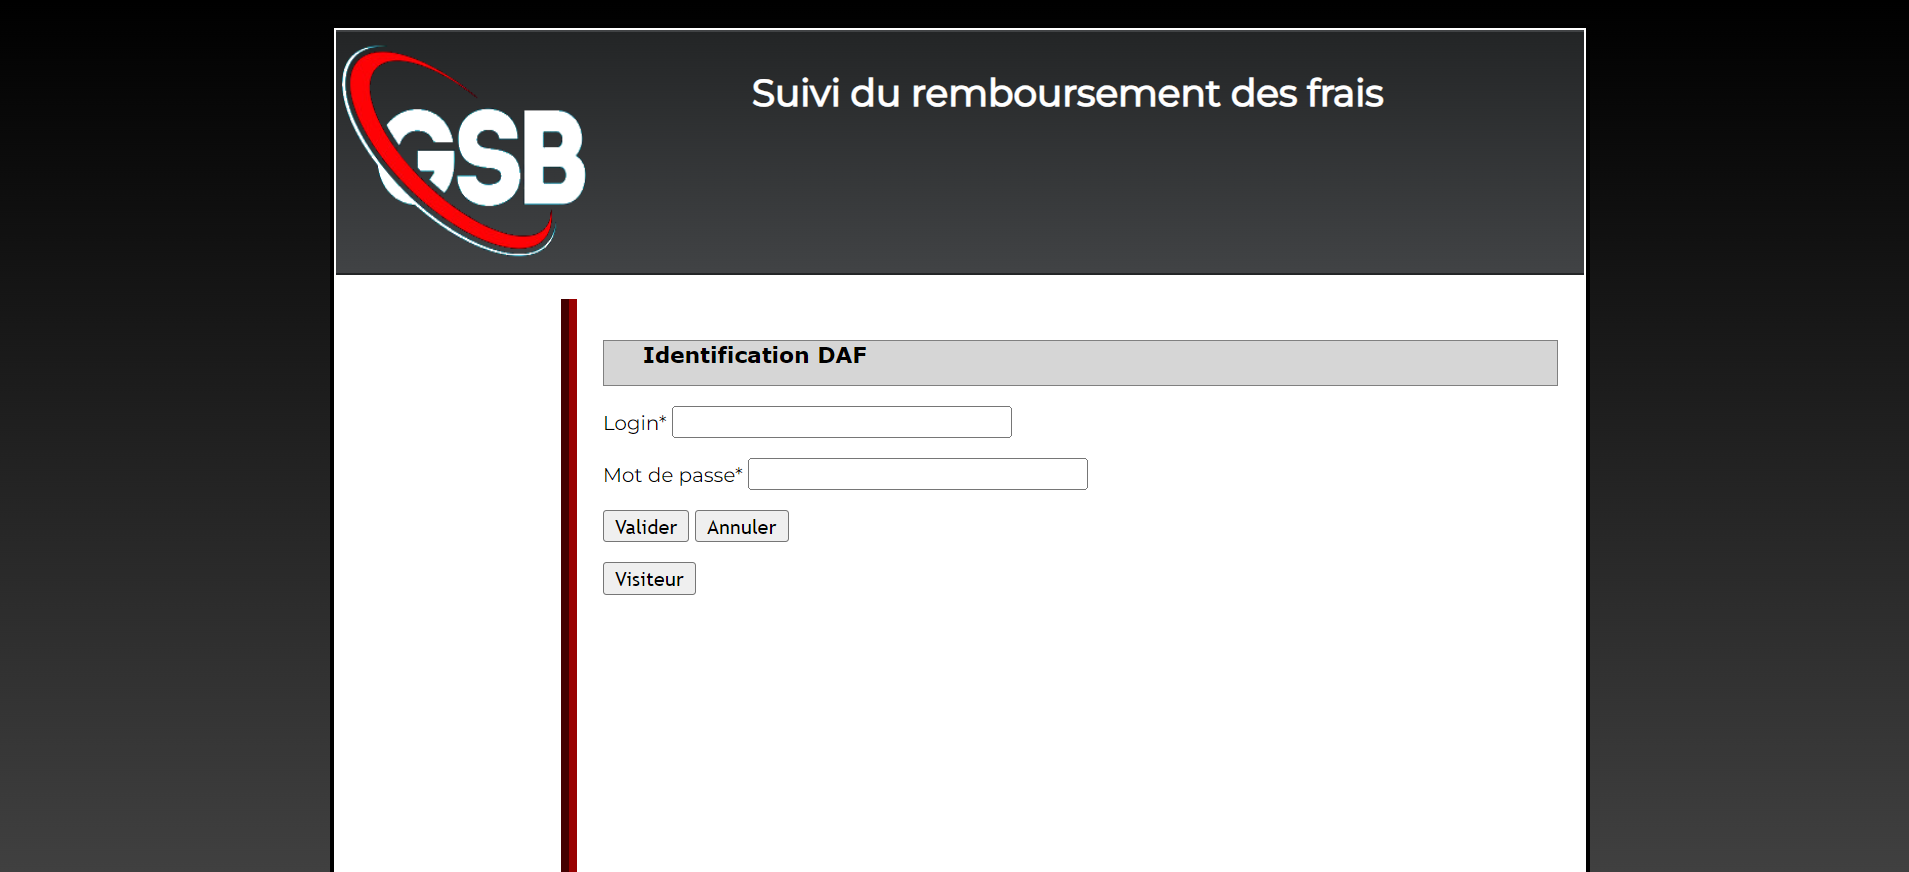 GSB
Suivi du remboursement des frais
Identification DAF
Login*
Mot de passe*
Valider Annuler
Visiteur